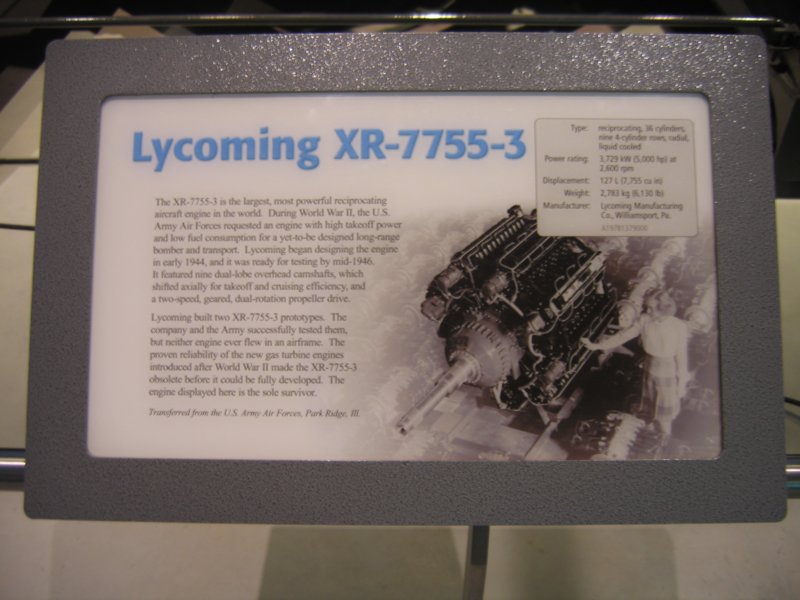 Lycoming XR-7755-3
Type: reciprocating, 36 cylinders,
nine 4-cylinder rows, radial,
liquid cooled
Power rating: 3,729 kW (5,000 hp) at
2,600 rpm
Displacement: 127 L (7,755 cu in)
Weight: 2,783 kg (6,130 lb)
Manufacturer: Lycoming Manufacturing
Co., Williamsport, Pa.
A19781379000
The XR-7755-3 is the largest, most powerful reciprocating
aircraft engine in the world. During World War II, the U.S.
Army Air Forces requested an engine with high takeoff power
and low fuel consumption for a yet-to-be designed long-range
bomber and transport. Lycoming began designing the engine
in early 1944, and it was ready for testing by mid-1946.
It featured nine dual-lobe overhead camshafts, which
shifted axially for takeoff and cruising efficiency, and
a two-speed, geared, dual-rotation propeller drive.
Lycoming built two XR-7755-3 prototypes. The
company and the Army successfully tested them,
but neither engine ever flew in an airframe. The
proven reliability of the new gas turbine engines
introduced after World War II made the XR-7755-3
obsolete before it could be fully developed. The
engine displayed here is the sole survivor.
Transferred from the U.S. Army Air Forces, Park Ridge, Ill.